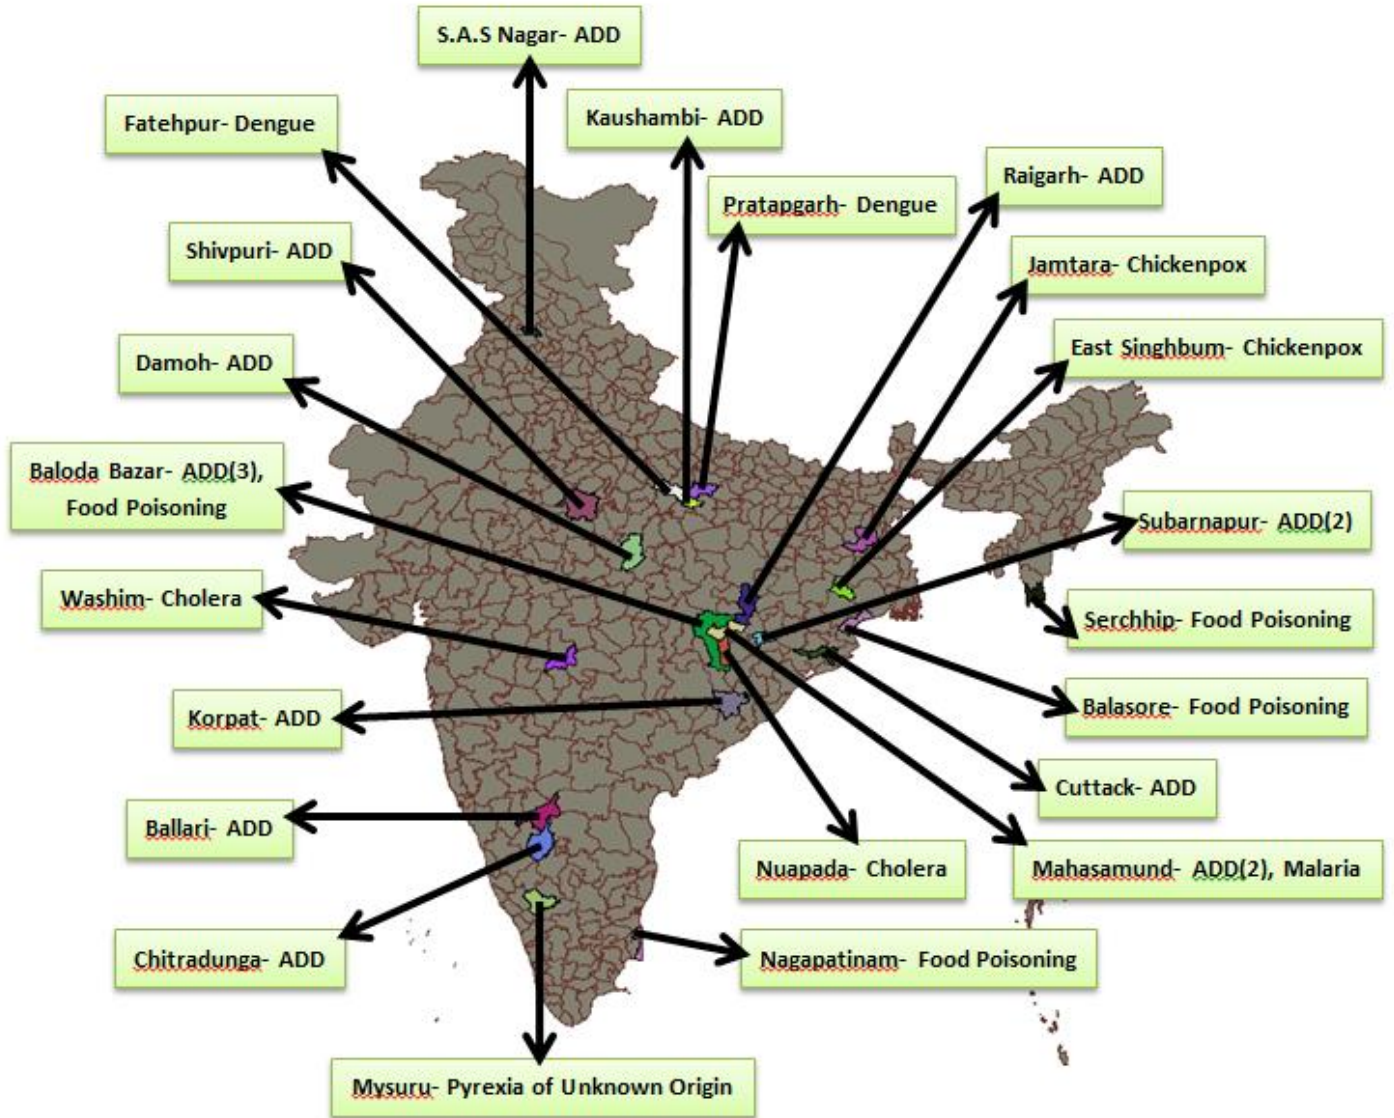 S.A.S Nagar- ADD
Fatehpur- Dengue
Kaushambi- ADD
Raigarh- ADD
Pratapgarh- Dengue
Shivpuri- ADD
Jamtara- Chickenpox
Damoh- ADD
East Singhbum- Chickenpox
Baloda Bazar- ADD(3),
Food Poisoning
Subarnapur- ADD(2)
Washim- Cholera
Serchhip- Food Poisoning
Korpat- ADD
Balasore- Food Poisoning
Cuttack- ADD
Ballari- ADD
Nuapada- Cholera
Mahasamund- ADD(2), Malaria
Chitradunga- ADD
Nagapatinam- Food Poisoning
Mysuru- Pyrexia of Unknown Origin